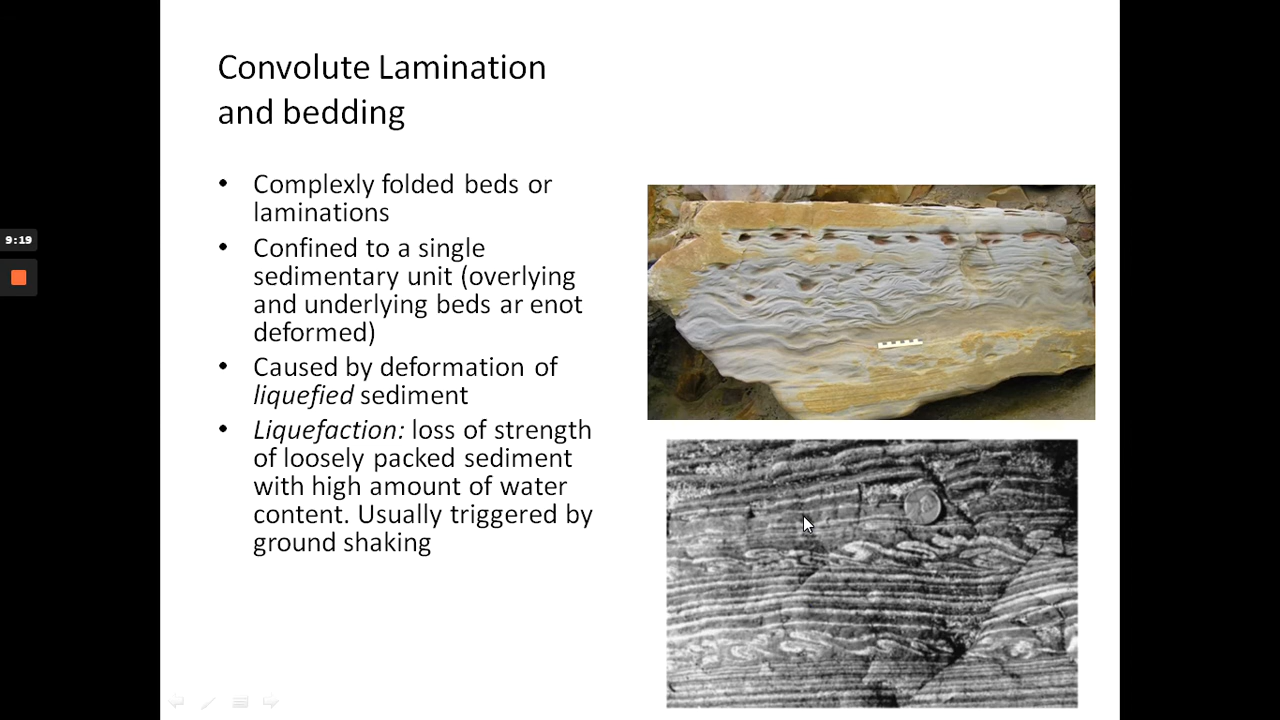 Convolute Lamination
and bedding
• Complexly folded beds or
laminations
• Confined to a single
sedimentary unit (overlying
and underlying beds ar enot
deformed)
• Caused by deformation of
liquefied sediment
• Liquefaction: loss of strength
of loosely packed sediment
with high amount of water
content. Usually triggered by
ground shaking
9:19